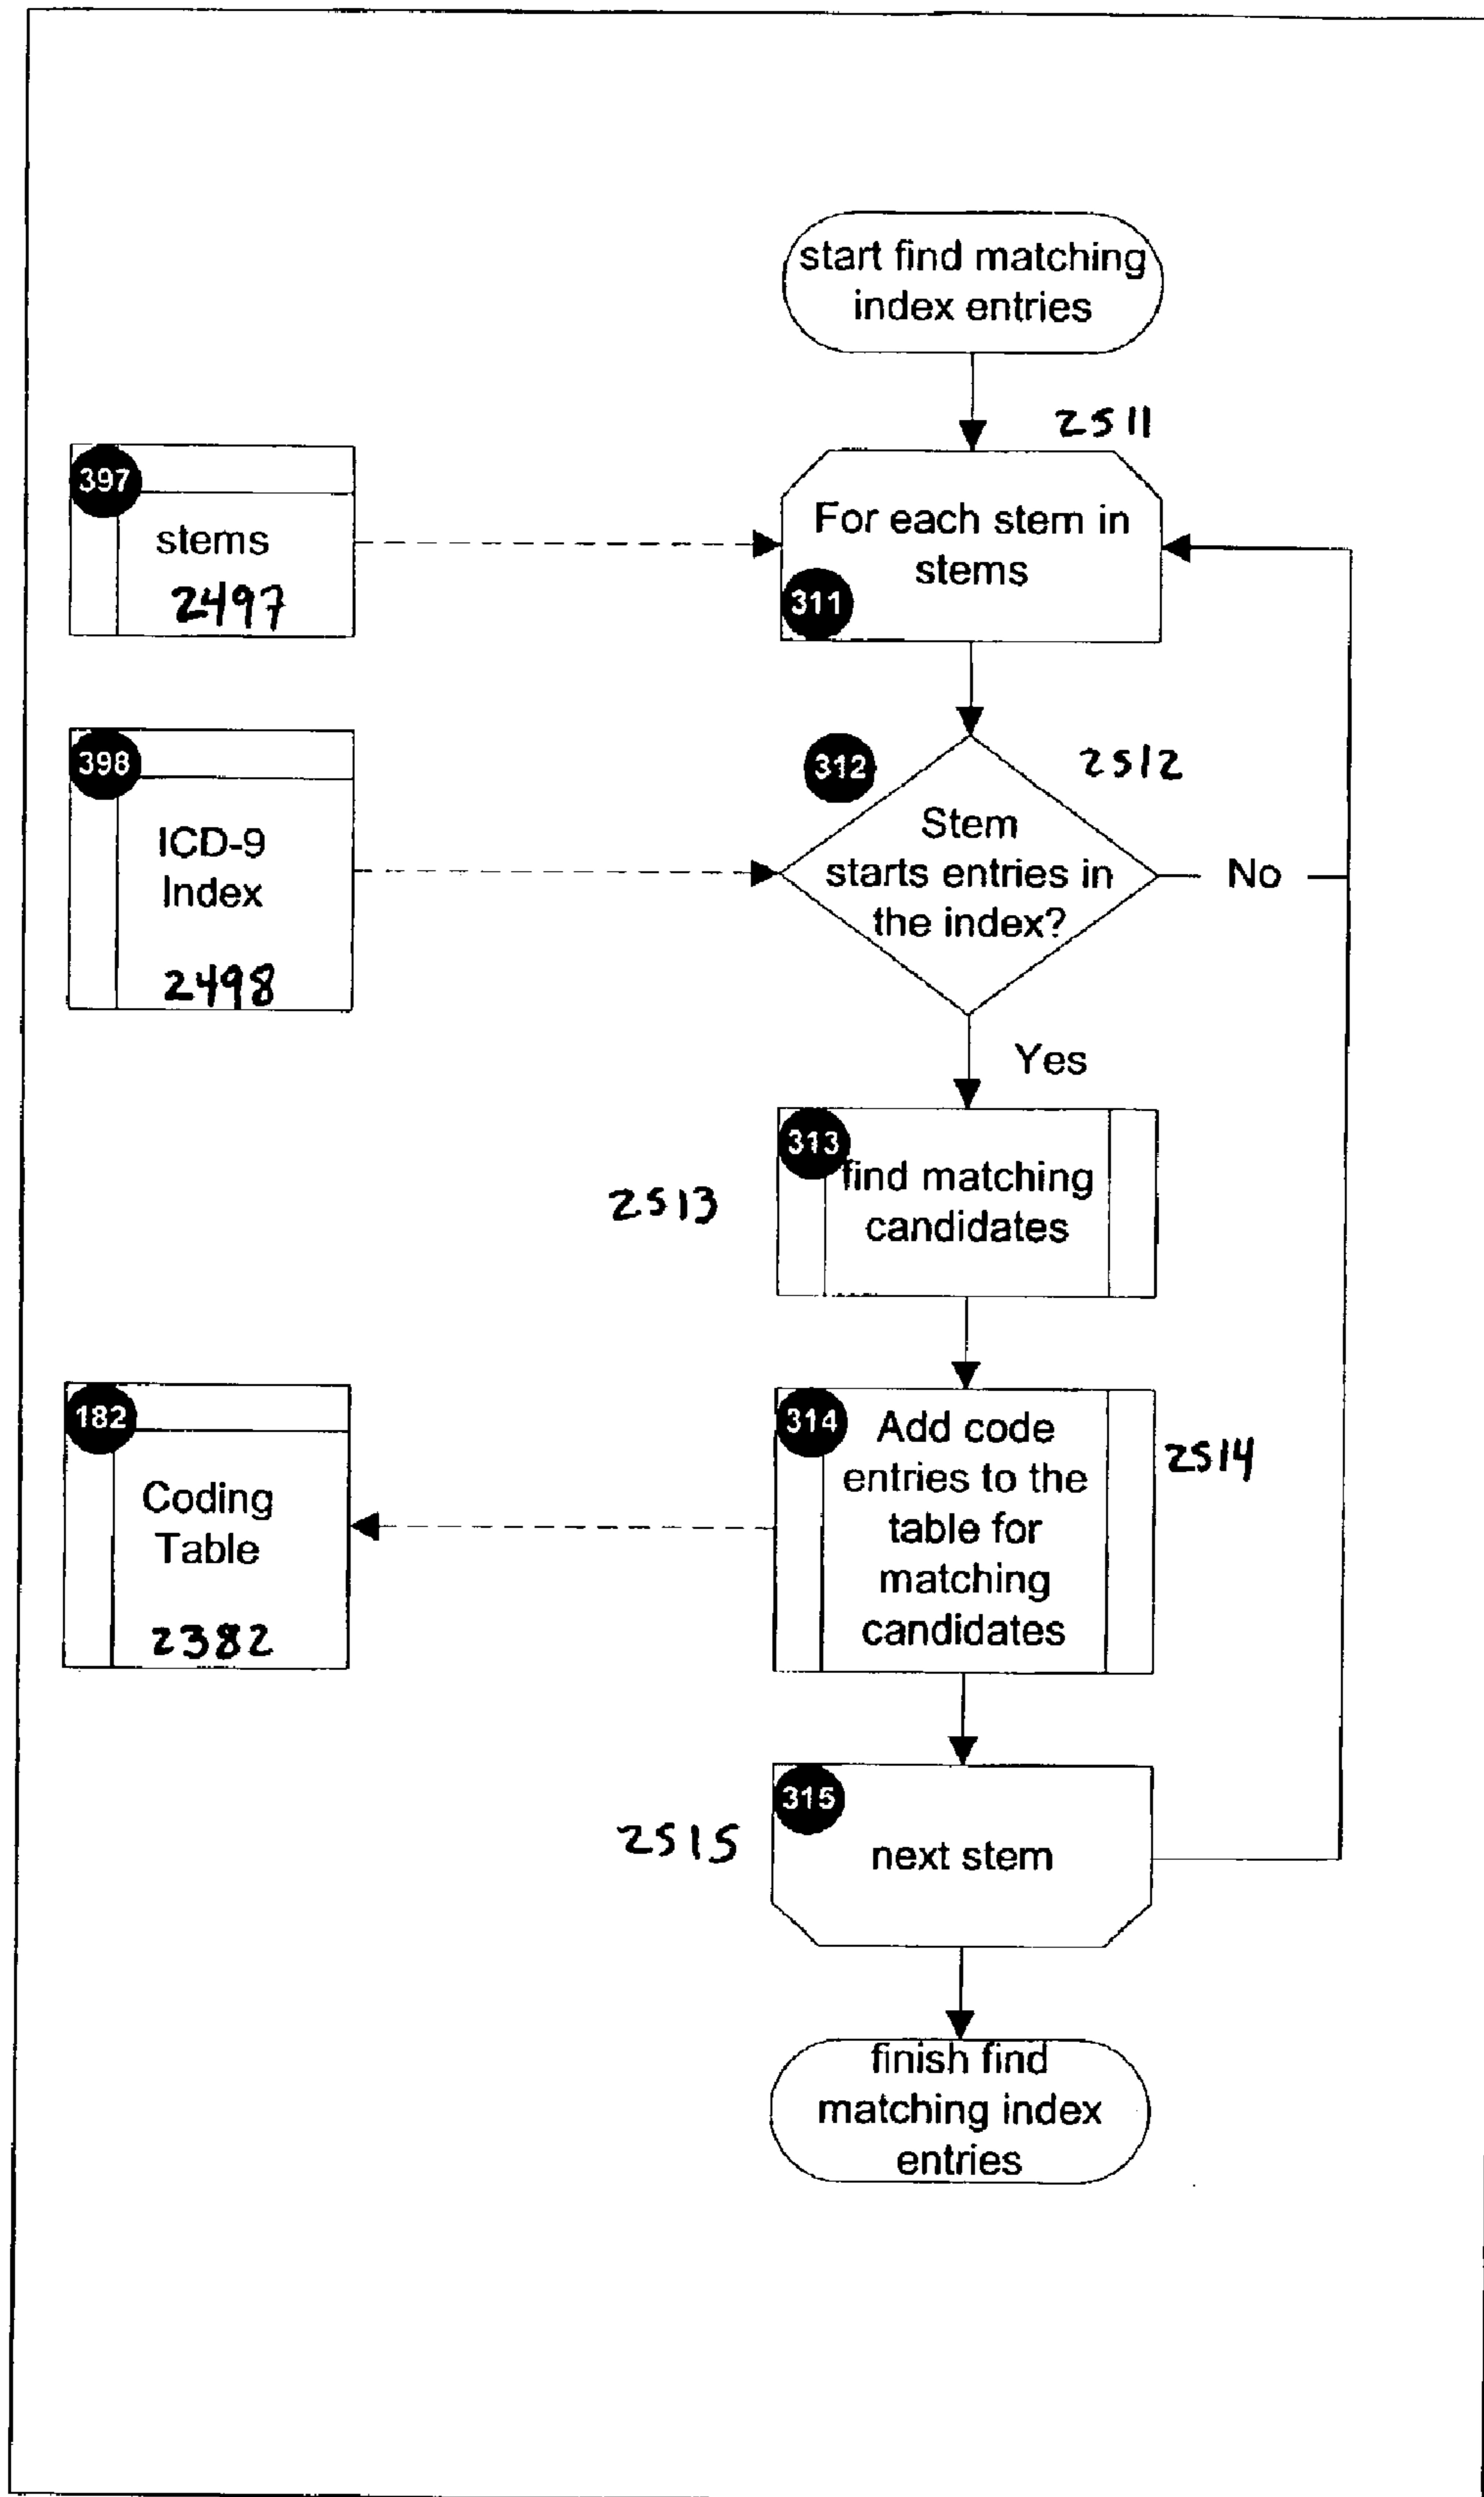 start find matching
index entries
2511
397
stems
2497
For each stem in
stems
311
398
ICD-9
Index
2498
312
2512
Stem
starts entries in
the index?
No
Yes
313
find matching
candidates
2513
182
Coding
Table
2382
314
Add code
entries to the
table for
matching
candidates
2514
315
next stem
2515
finish find
matching index
entries